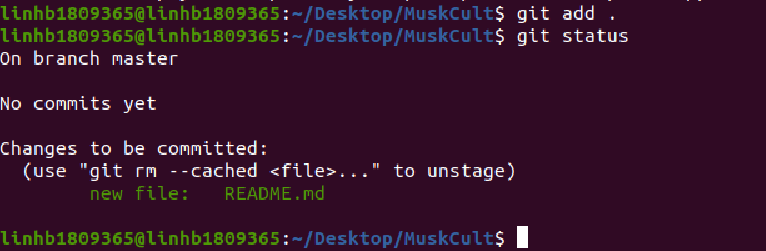 linhb1809365@linhb1809365:~/Desktop/MuskCult$ git add .
linhb1809365@linhb1809365:~/Desktop/MuskCult$ git status
On branch master
No commits yet
Changes to be committed:
(use "git rm --cached <file>..." to unstage)
new file: README.md
linhb1809365@linhb1809365:~/Desktop/MuskCult$